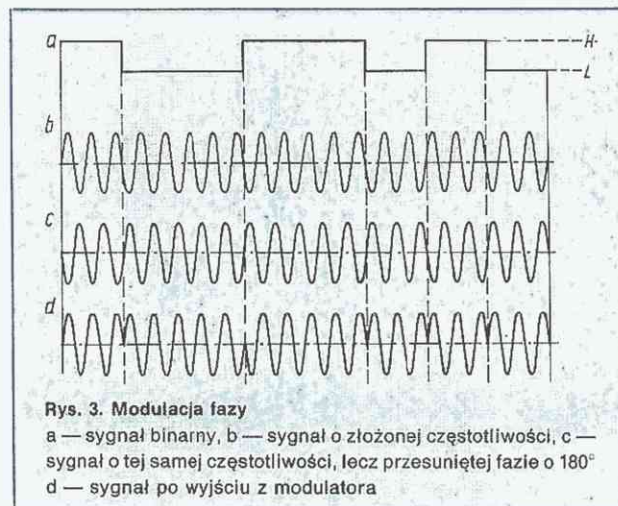 a
H
L
b
c
d
Rys. 3. Modulacja fazy
a — sygnał binarny, b — sygnał o złożonej częstotliwości, c —
sygnał o tej samej częstotliwości, lecz przesuniętej fazie o 180°
d — sygnał po wyjściu z modulatora